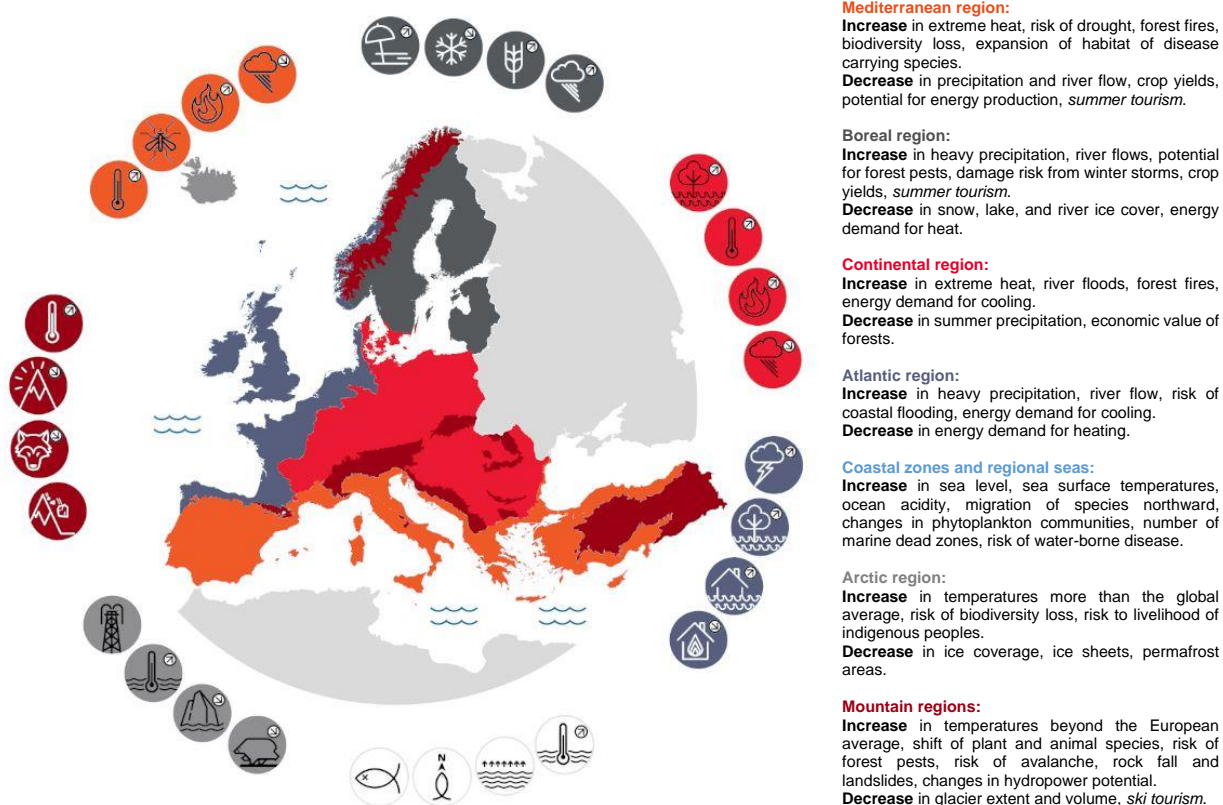 N
Mediterranean region:
Increase in extreme heat, risk of drought, forest fires,
biodiversity loss, expansion of habitat of disease
carrying species.
Decrease in precipitation and river flow, crop yields,
potential for energy production, summer tourism.
Boreal region:
Increase in heavy precipitation, river flows, potential
for forest pests, damage risk from winter storms, crop
yields, summer tourism.
Decrease in snow, lake, and river ice cover, energy
demand for heat.
Continental region:
Increase in extreme heat, river floods, forest fires,
energy demand for cooling.
Decrease in summer precipitation, economic value of
forests.
Atlantic region:
Increase in heavy precipitation, river flow, risk of
coastal flooding, energy demand for cooling.
Decrease in energy demand for heating.
Coastal zones and regional seas:
Increase in sea level, sea surface temperatures,
ocean acidity, migration of species northward,
changes in phytoplankton communities, number of
marine dead zones, risk of water-borne disease.
Arctic region:
Increase in temperatures more than the global
average, risk of biodiversity loss, risk to livelihood of
indigenous peoples.
Decrease in ice coverage, ice sheets, permafrost
areas.
Mountain regions:
Increase in temperatures beyond the European
average, shift of plant and animal species, risk of
forest pests, risk of avalanche, rock fall and
landslides, changes in hydropower potential.
Decrease in glacier extent and volume, ski tourism.